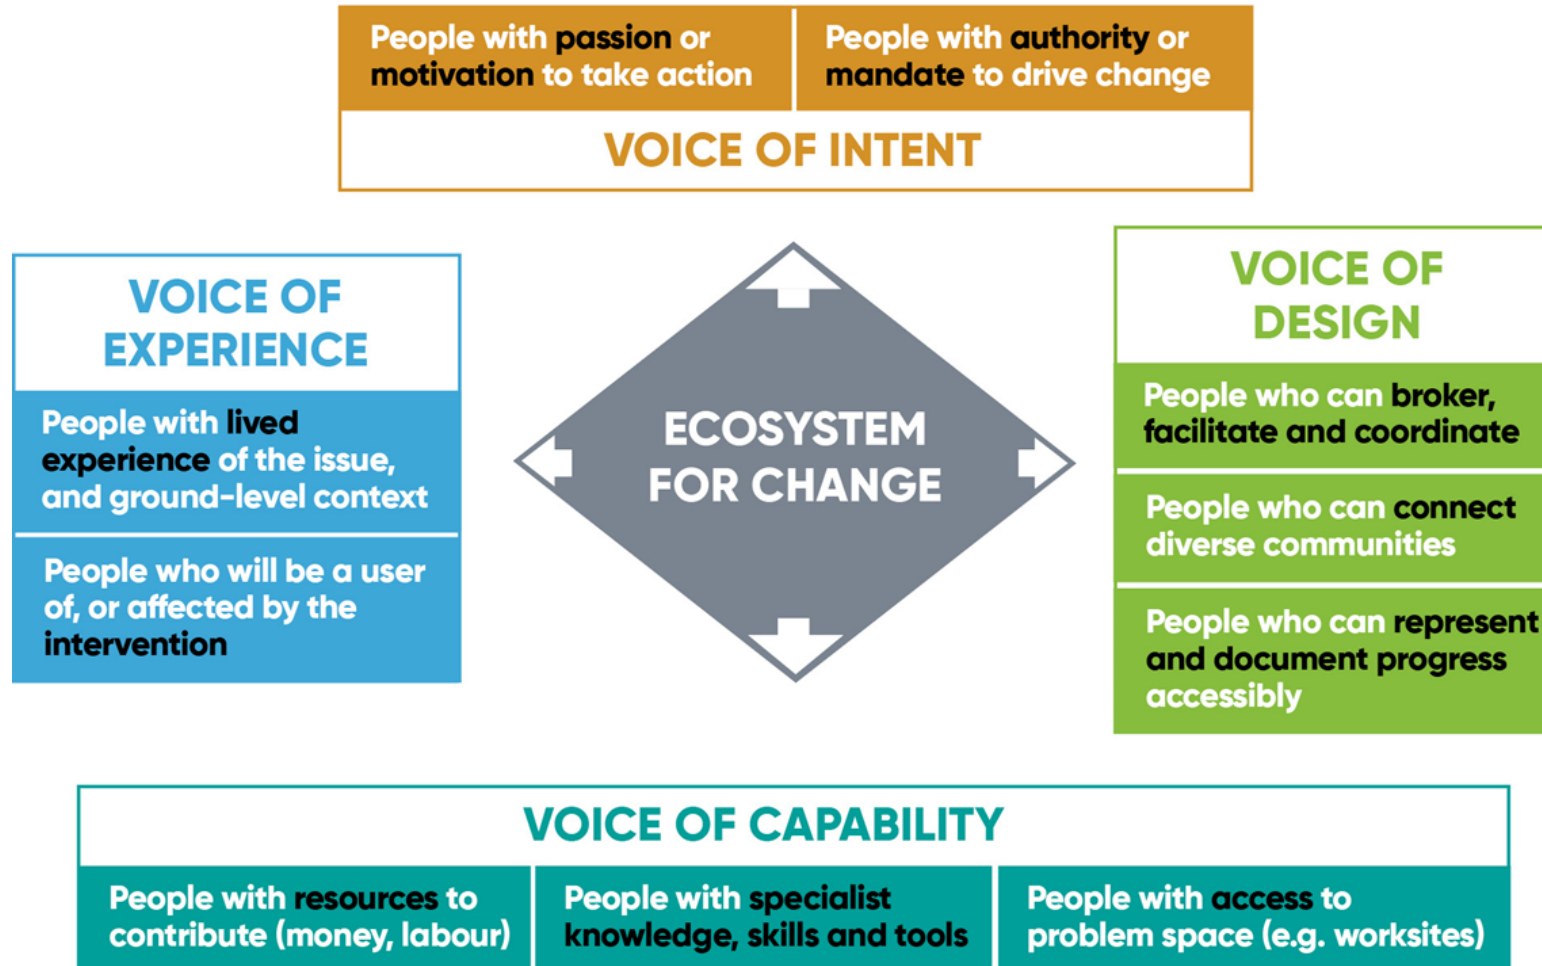 People with passion or
motivation to take action
People with authority or
mandate to drive change
VOICE OF INTENT
VOICE OF
EXPERIENCE
People with lived
experience of the issue,
and ground-level context
People who will be a user
of, or affected by the
intervention
ECOSYSTEM
FOR CHANGE
VOICE OF
DESIGN
People who can broker,
facilitate and coordinate
People who can connect
diverse communities
People who can represent
and document progress
accessibly
VOICE OF CAPABILITY
People with resources to
contribute (money, labour)
People with specialist
knowledge, skills and tools
People with access to
problem space (e.g. worksites)